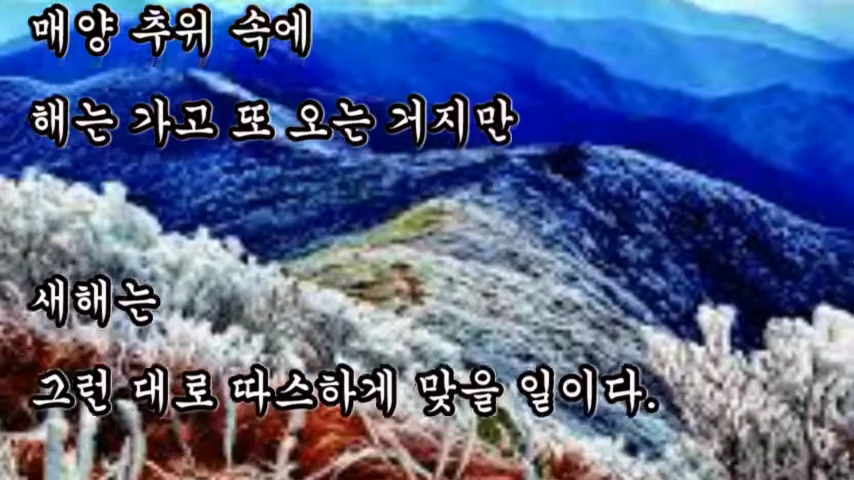 매양 추위 속에
해는 가고 또 오는 거지만
새해는
그런 대로 따스하게 맞을 일이다.